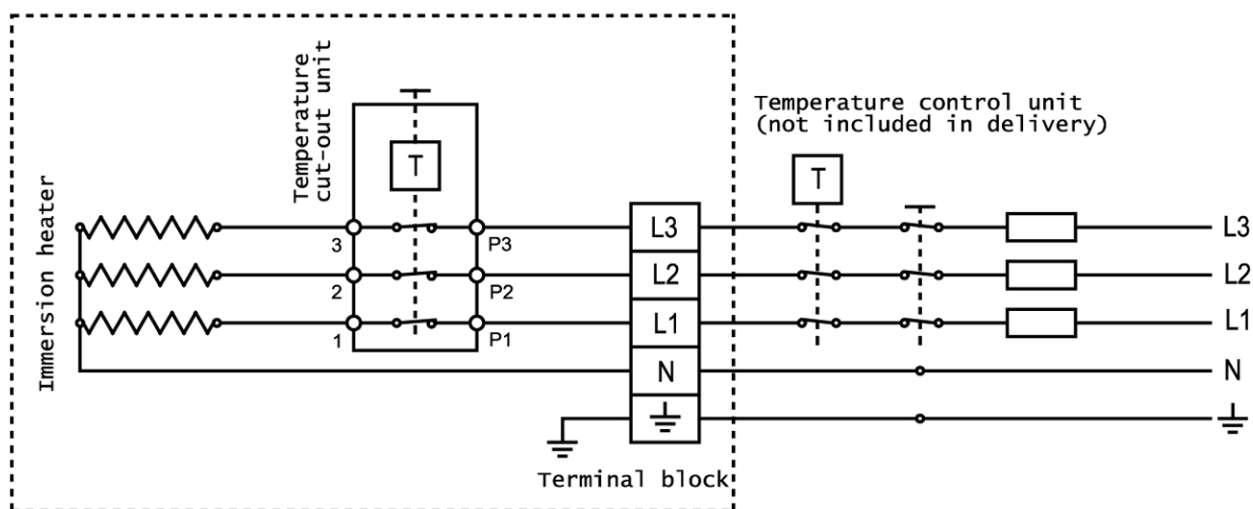 Temperature
cut-out unit
Temperature control unit
(not included in delivery)
T
T
Immersion heater
3
P3
L3
L3
2
P2
L2
L2
1
P1
L1
L1
N
N
Terminal block